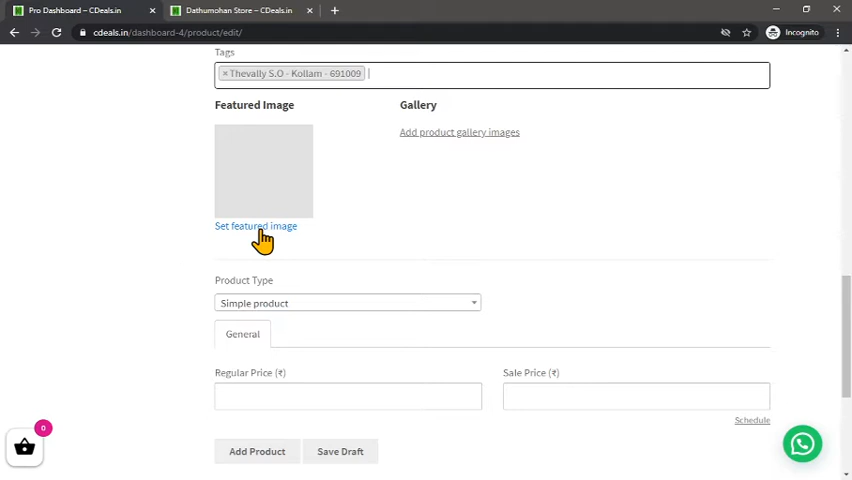 Pro Dashboard – CDeals.in
Dathumohan Store – CDeals.in
cdeals.in/dashboard-4/product/edit/
Incognito
Tags
× Thevally S.O - Kollam - 691009
Featured Image
Gallery
Add product gallery images
Set featured image
Product Type
Simple product
General
Regular Price (₹)
Sale Price (₹)
Schedule
Add Product
Save Draft
0